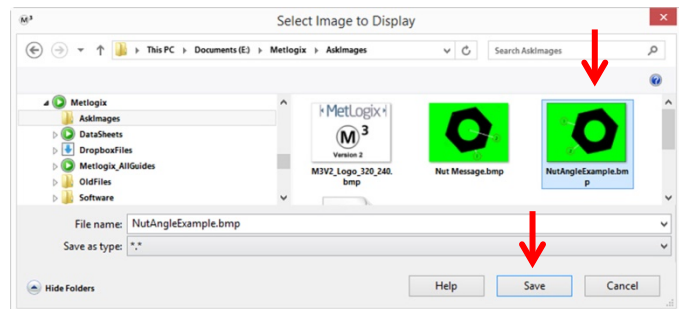 M³
Select Image to Display
This PC ▸ Documents (E:) ▸ Metlogix ▸ AskImages
Search AskImages
Metlogix
AskImages
DataSheets
DropboxFiles
Metlogix_AllGuides
OldFiles
Software
MetLogix
M3
Version 2
M3V2_Logo_320_240.
bmp
Nut Message.bmp
NutAngleExample.bm
p
File name: NutAngleExample.bmp
Save as type: *.*
Hide Folders
Help
Save
Cancel